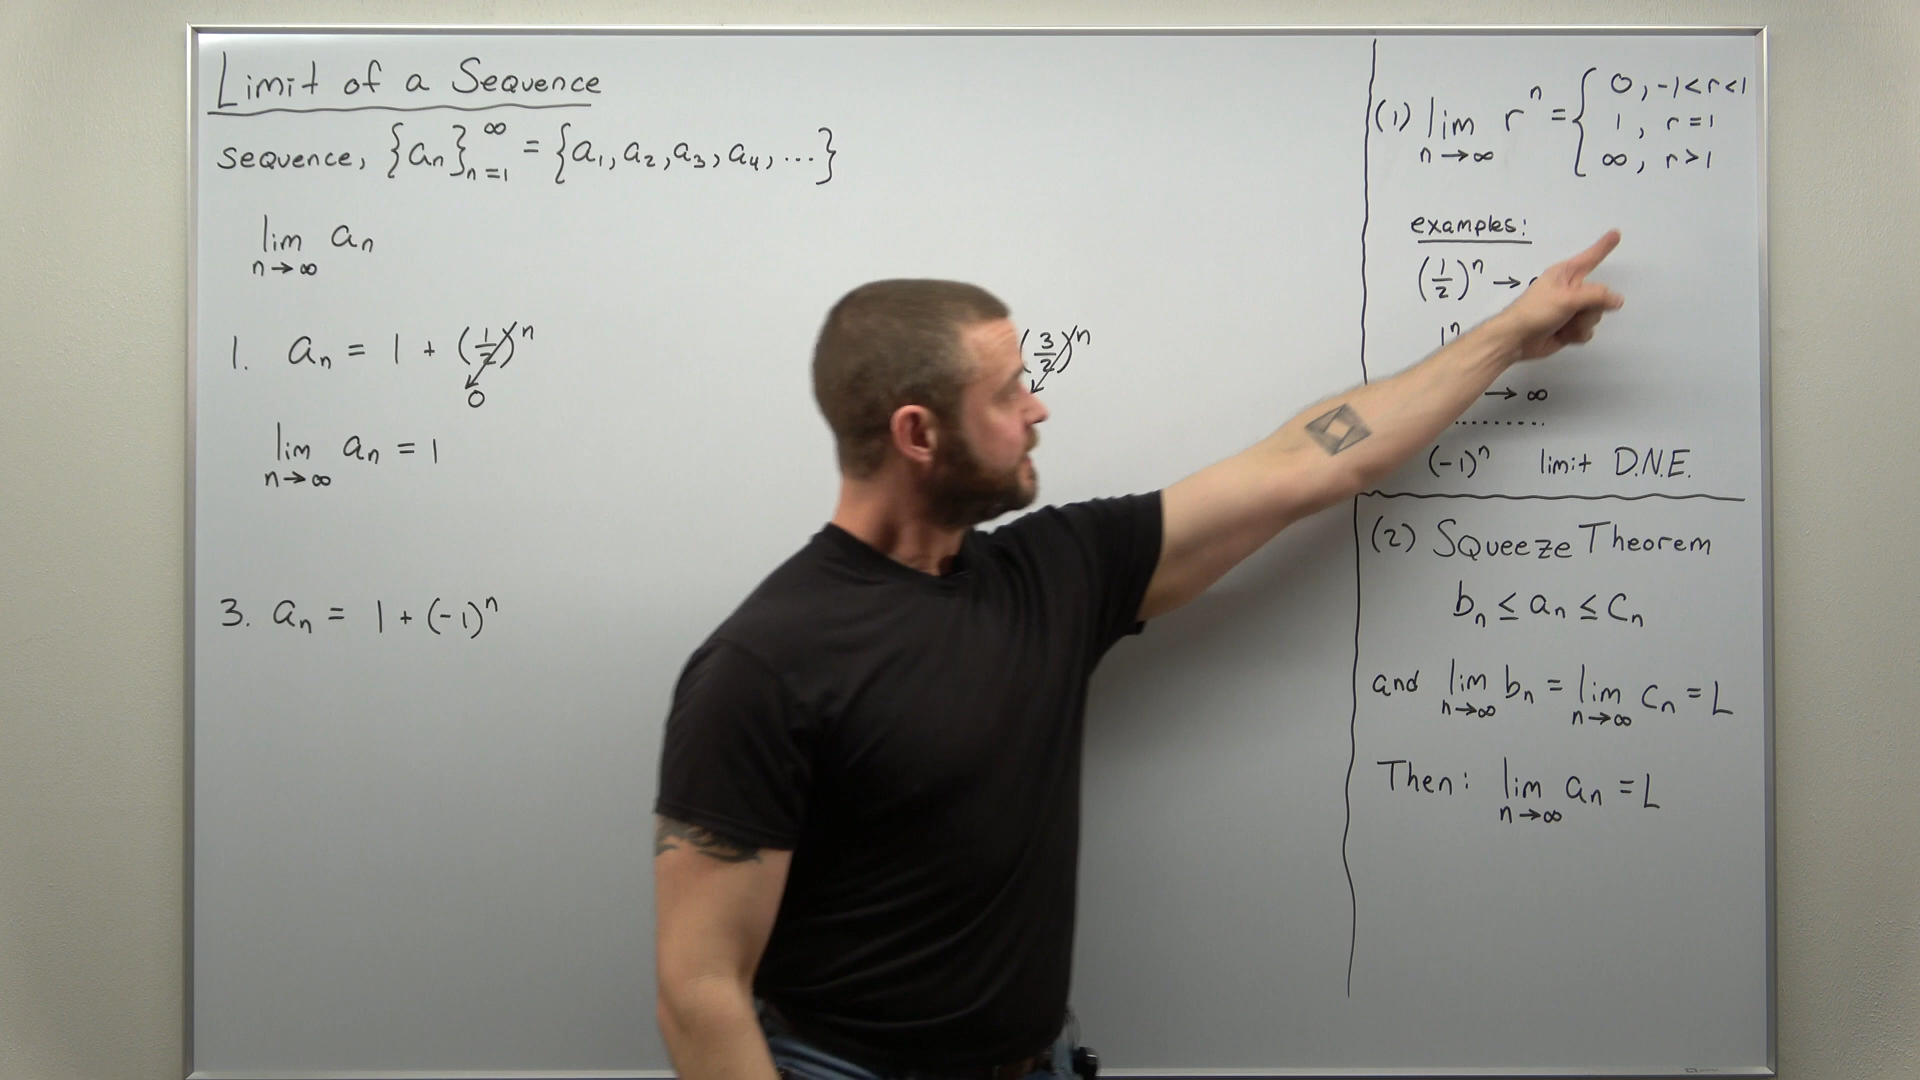 Limit of a Sequence
sequence, {an}∞n=1 = {a1, a2, a3, a4, ...}
lim an
n→∞
1. an = 1 + (1/2)^n
0
lim an = 1
n→∞
(3/2)^n
3. an = 1 + (-1)^n
(1) lim r^n = { 0, -1<r<1
n→∞ 1, r=1
∞, r>1
examples:
(1/2)^n →
1^n
→ ∞
(-1)^n limit D.N.E.
(2) Squeeze Theorem
bn ≤ an ≤ cn
and lim bn = lim cn = L
n→∞ n→∞
Then: lim an = L
n→∞